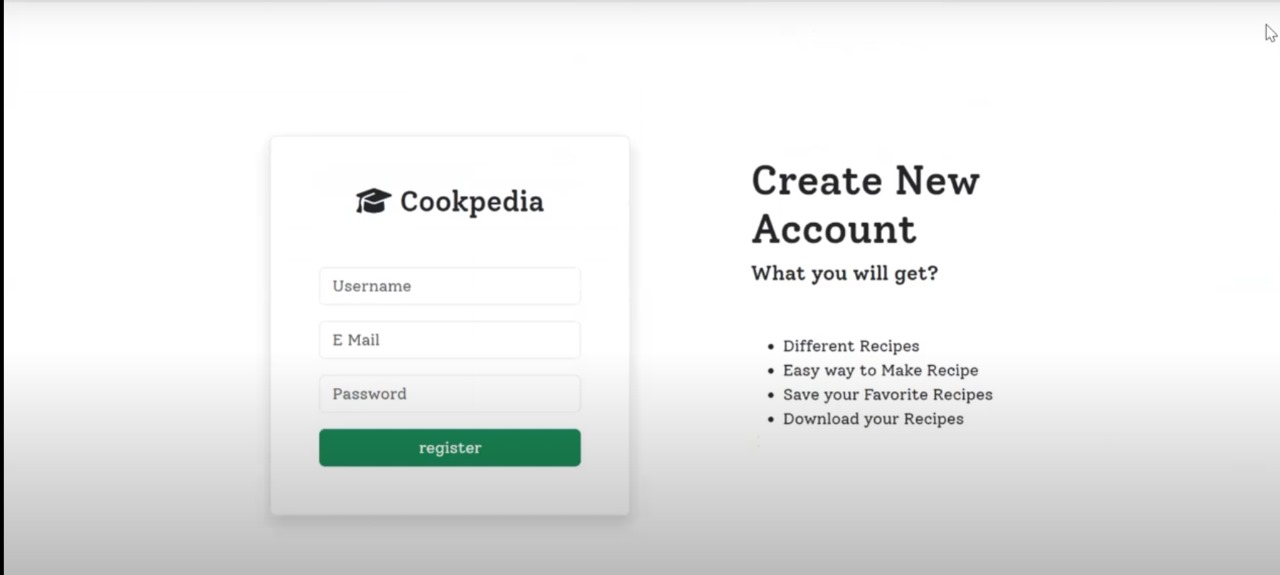 Cookpedia
Username
E Mail
Password
register
Create New
Account
What you will get?
Different Recipes
Easy way to Make Recipe
Save your Favorite Recipes
Download your Recipes